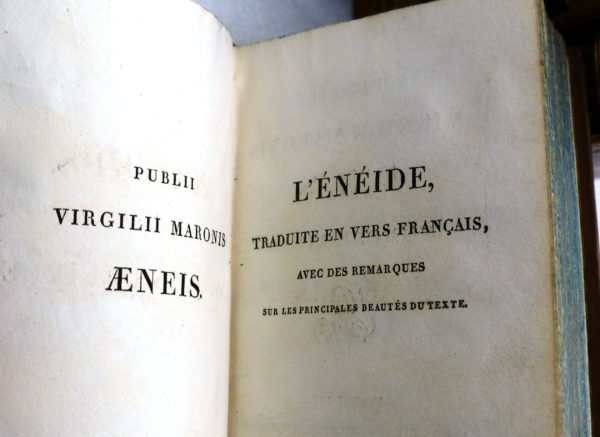 PUBLII
VIRGILII MARONIS
ÆNEIS.
L'ÉNÉIDE,
TRADUITE EN VERS FRANÇAIS,
AVEC DES REMARQUES
SUR LES PRINCIPALES BEAUTÉS DU TEXTE.